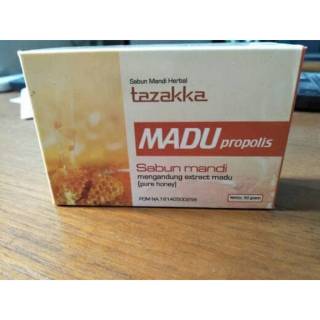 Sabun Mandi Herbal
tazakka
MADU propolis
Sabun mandi
mengandung extract madu
(pure honey)